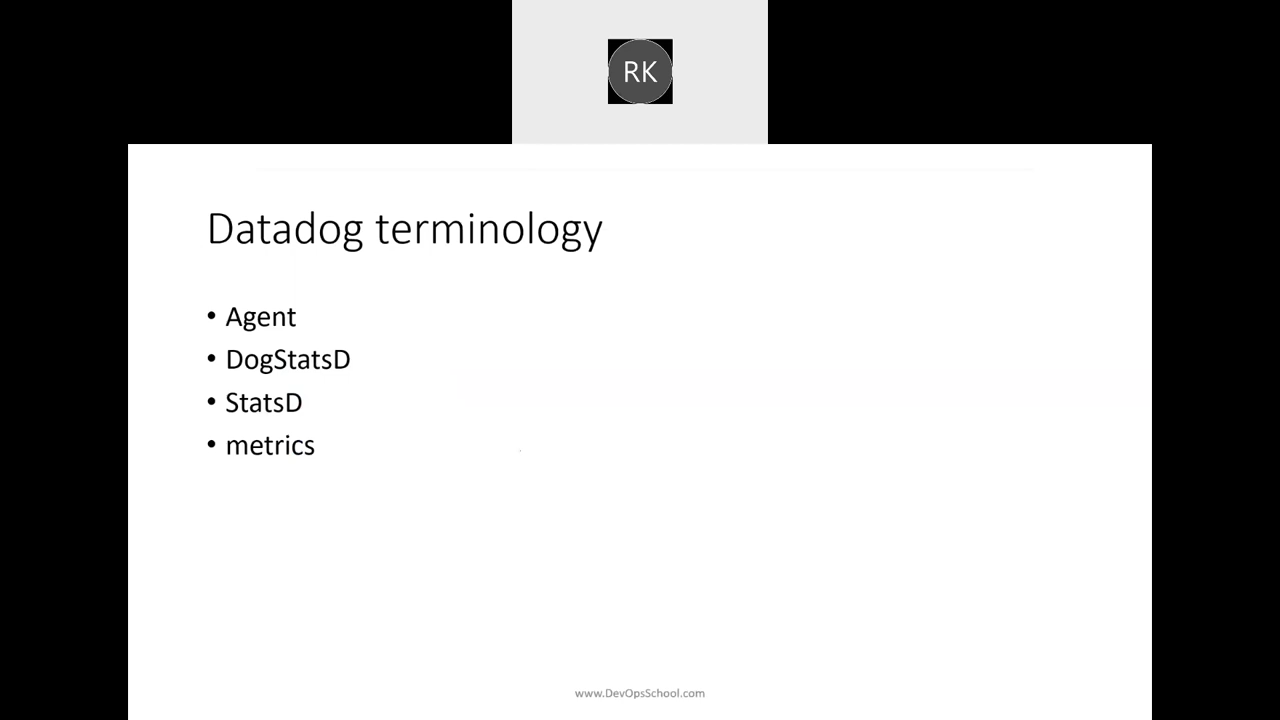 RK
Datadog terminology
• Agent
• DogStatsD
• StatsD
• metrics
www.DevOpsSchool.com